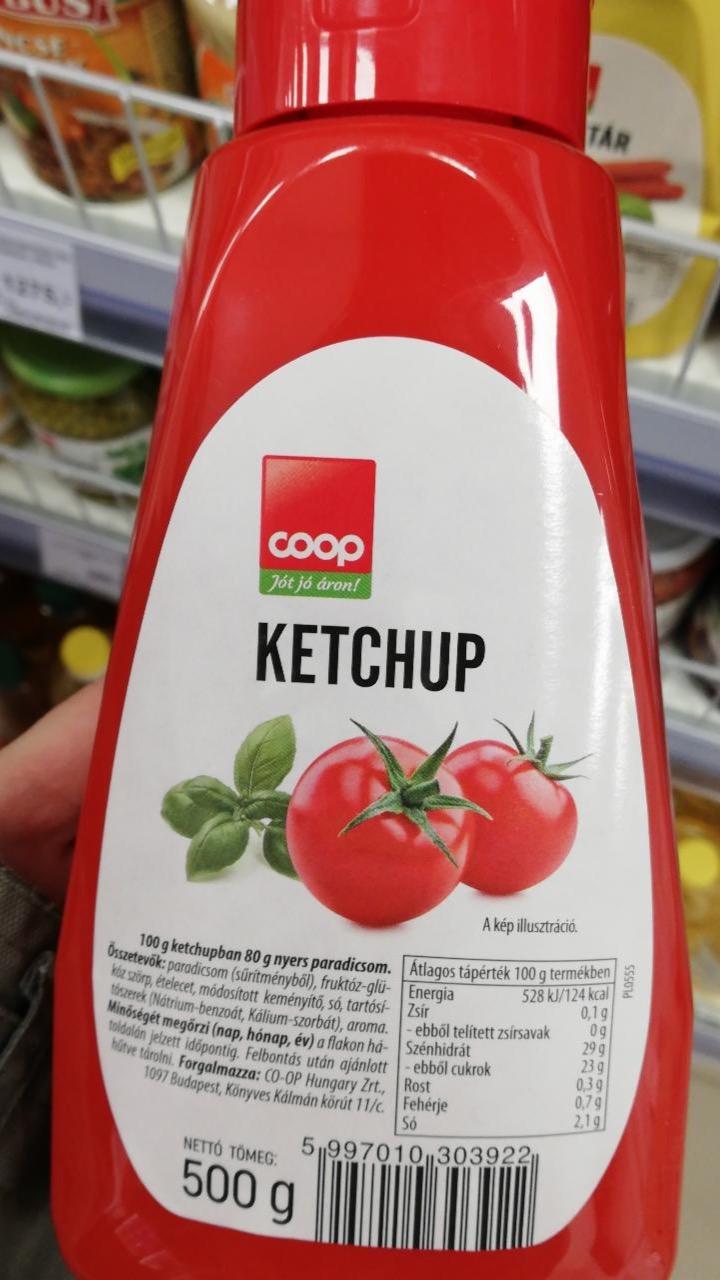 TÁR
1275,-
coop
Jót jó áron!
KETCHUP
A kép illusztráció.
100 g ketchupban 80 g nyers paradicsom.
Összetevők: paradicsom (sűrítményből), fruktóz-glü-
kóz szörp, ételecet, módosított keményítő, só, tartósí-
tószerek (Nátrium-benzoát, Kálium-szorbát), aroma.
Minőségét megőrzi (nap, hónap, év) a flakon há-
toldalán jelzett időpontig. Felbontás után ajánlott
hűtve tárolni. Forgalmazza: CO-OP Hungary Zrt.,
1097 Budapest, Könyves Kálmán körút 11/c.
Átlagos tápérték 100 g termékben
Energia 528 kJ/124 kcal
Zsír 0,1 g
- ebből telített zsírsavak 0 g
Szénhidrát 29 g
- ebből cukrok 23 g
Rost 0,3 g
Fehérje 0,7 g
Só 2,1 g
PL0555
NETTÓ TÖMEG:
500 g
5 997010 303922